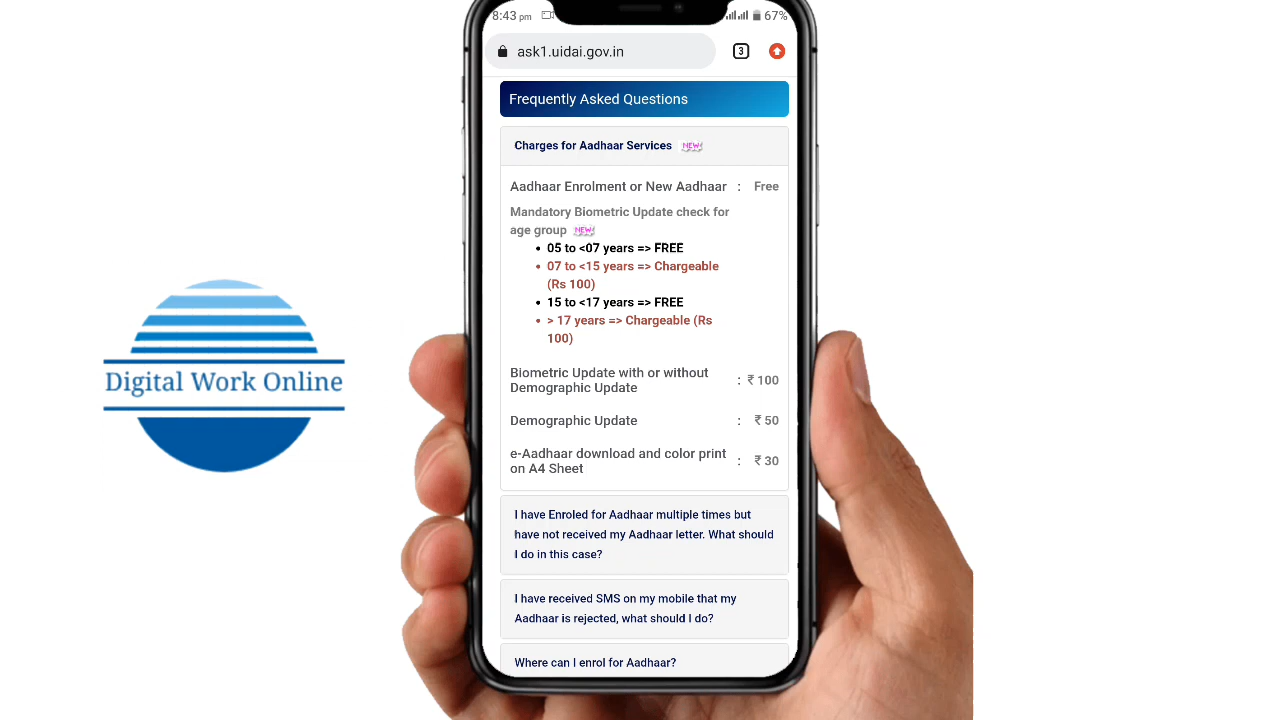 8:43 pm
67%
ask1.uidai.gov.in
3
Frequently Asked Questions
Charges for Aadhaar Services NEW!
Aadhaar Enrolment or New Aadhaar : Free
Mandatory Biometric Update check for
age group NEW!
• 05 to <07 years => FREE
• 07 to <15 years => Chargeable
(Rs 100)
• 15 to <17 years => FREE
• > 17 years => Chargeable (Rs
100)
Biometric Update with or without
Demographic Update : ₹ 100
Demographic Update : ₹ 50
e-Aadhaar download and color print
on A4 Sheet : ₹ 30
I have Enroled for Aadhaar multiple times but
have not received my Aadhaar letter. What should
I do in this case?
I have received SMS on my mobile that my
Aadhaar is rejected, what should I do?
Where can I enrol for Aadhaar?
Digital Work Online